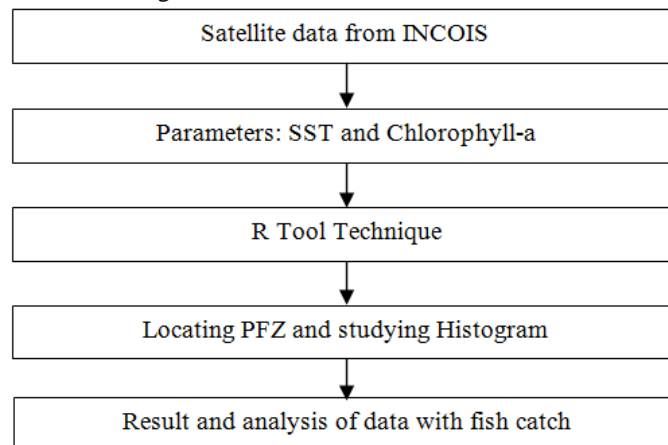 Satellite data from INCOIS
Parameters: SST and Chlorophyll-a
R Tool Technique
Locating PFZ and studying Histogram
Result and analysis of data with fish catch